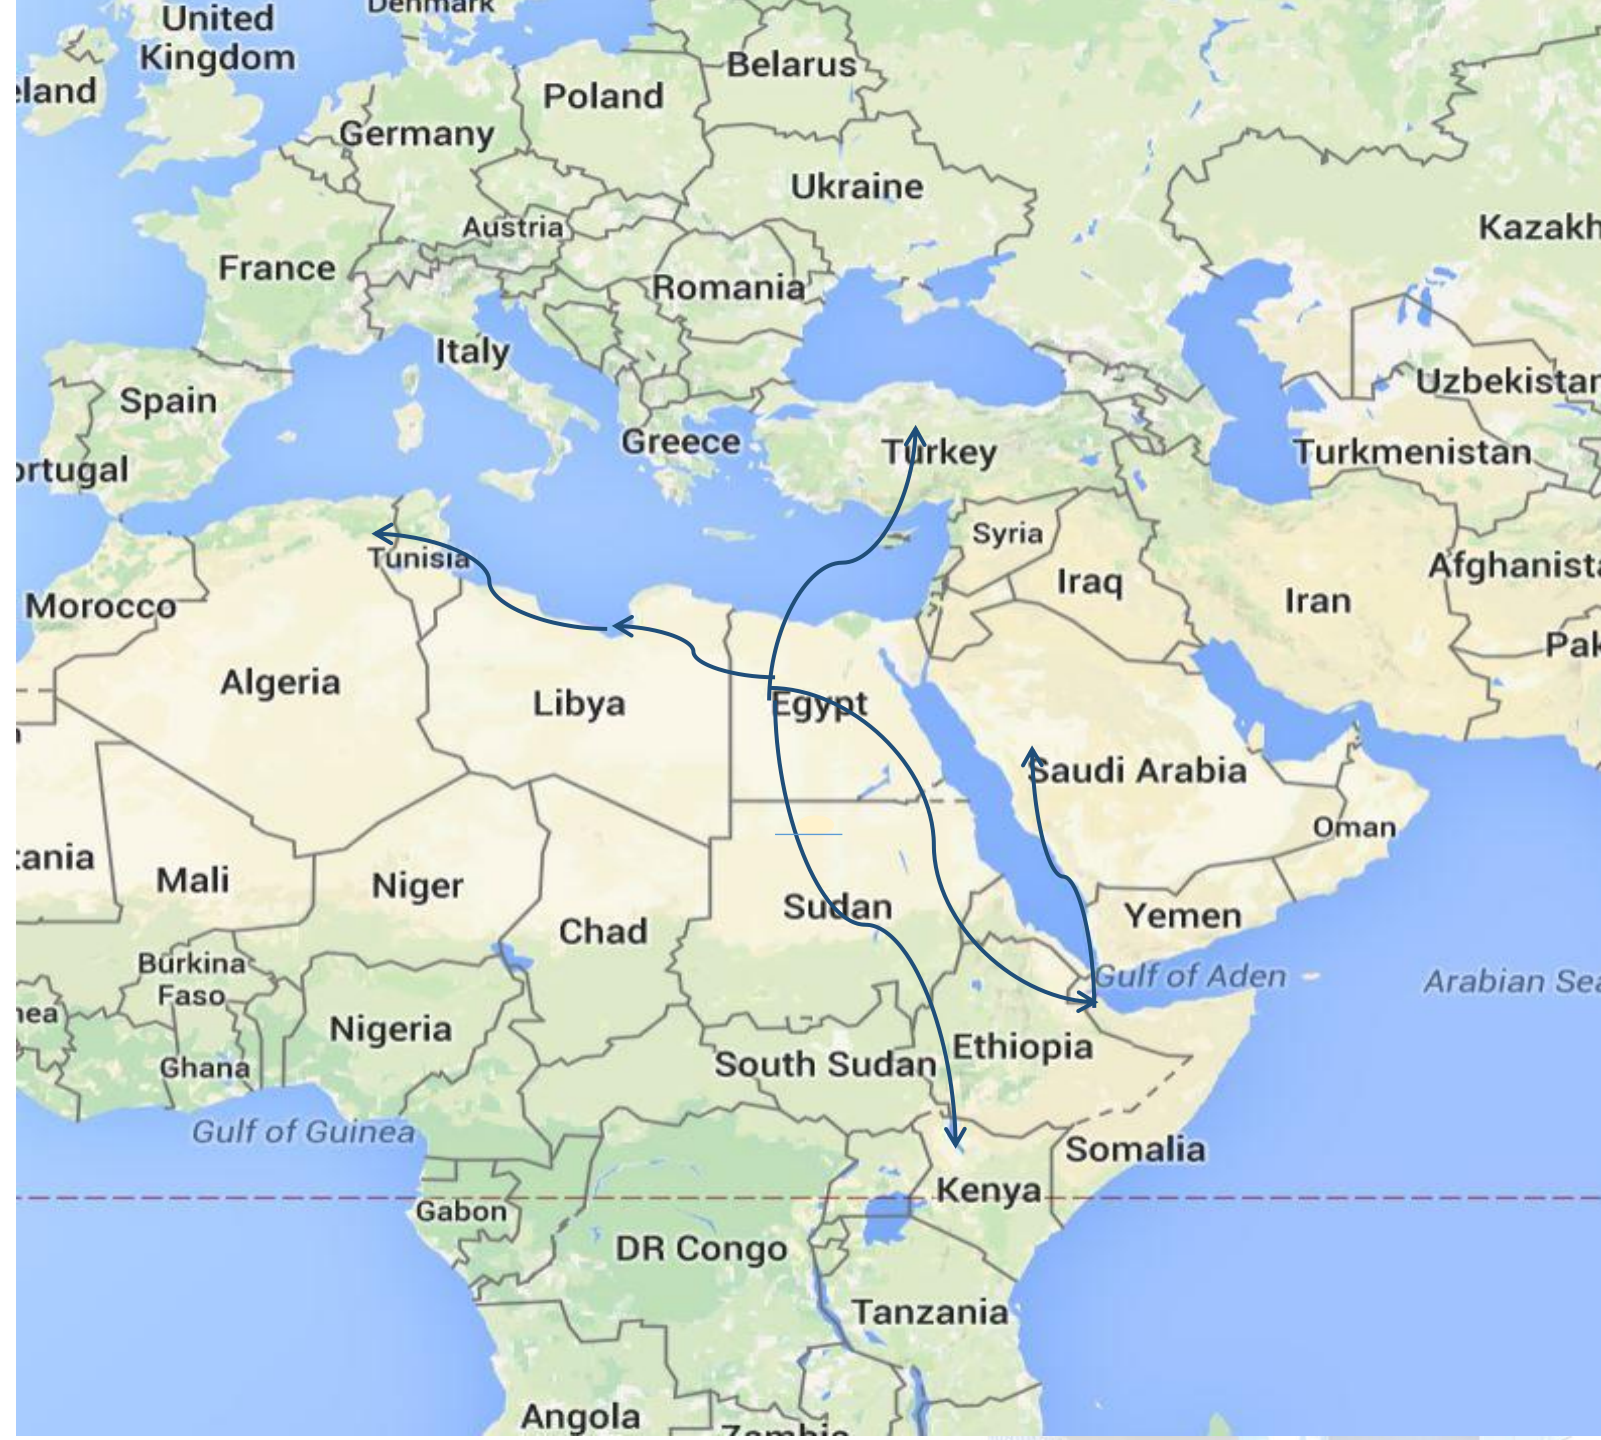 Denmark
United
Kingdom
eland
Belarus
Poland
Germany
Ukraine
Austria
Kazakh
France
Romania
Italy
Uzbekistan
Spain
Greece
Turkey
Turkmenistan
ortugal
Syria
Tunisia
Afghanista
Iraq
Iran
Morocco
Pak
Algeria
Libya
Egypt
Saudi Arabia
Oman
tania
Mali
Niger
Sudan
Yemen
Chad
Burkina
Faso
Gulf of Aden
Arabian Sea
nea
Nigeria
Ethiopia
Ghana
South Sudan
Gulf of Guinea
Somalia
Kenya
Gabon
DR Congo
Tanzania
Angola
Zambia